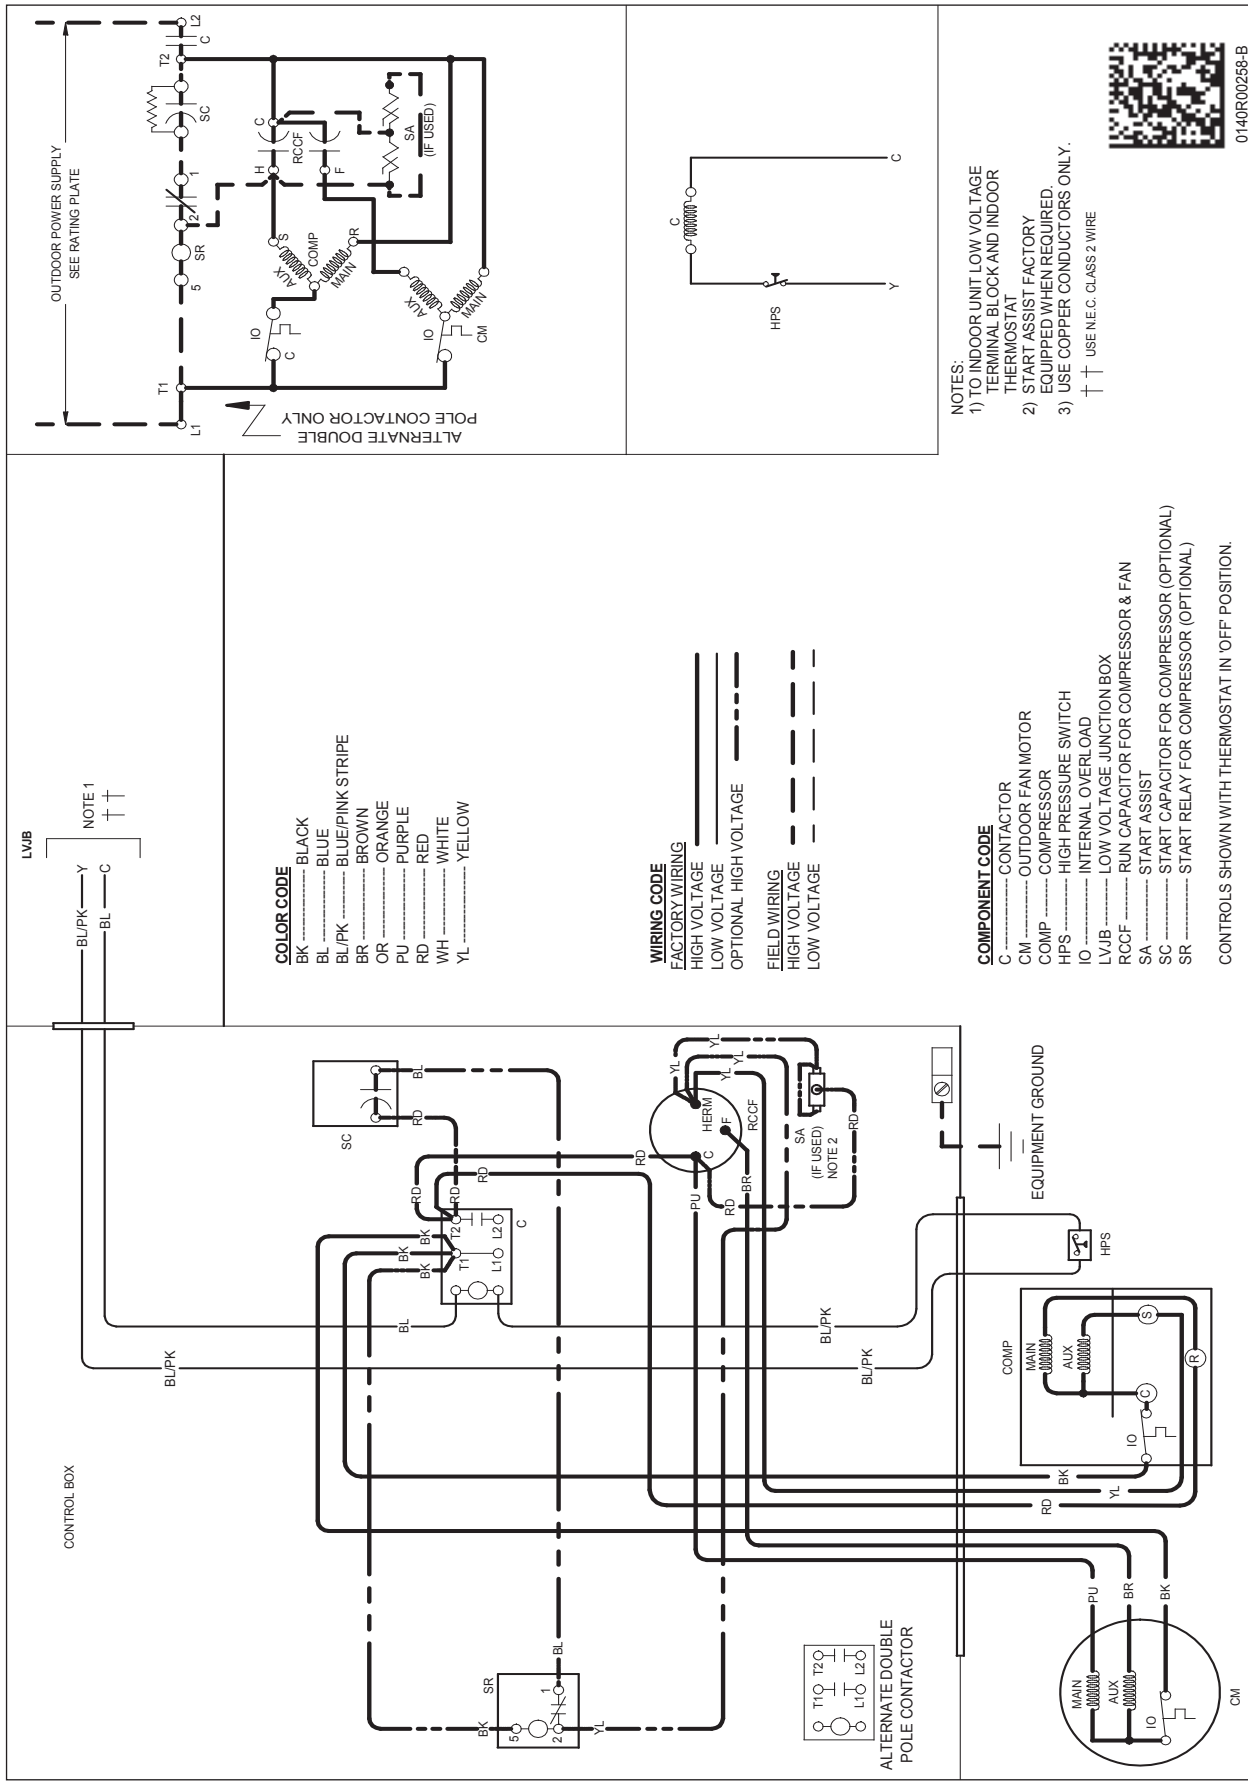 CONTROL BOX
LVJB
NOTE 1
Y
C
BL/PK
BL
BL/PK
SC
RD
BL
RD
RD
RD
RD
BK
BK
BK
T2
T1
L2
L1
C
BL
BL/PK
BL/PK
SR
BK
5
2
1
BL
YL
YL
YL
YL
HERM
F
C
RCCF
SA
(IF USED)
NOTE 2
RD
RD
PU
BR
T1
T2
L1
L2
ALTERNATE DOUBLE
POLE CONTACTOR
HPS
EQUIPMENT GROUND
COMP
MAIN
AUX
S
R
C
IO
BK
YL
RD
PU
BR
BK
MAIN
AUX
IO
CM
COLOR CODE
BK ---------- BLACK
BL ---------- BLUE
BL/PK ------- BLUE/PINK STRIPE
BR ---------- BROWN
OR ---------- ORANGE
PU ---------- PURPLE
RD ---------- RED
WH ---------- WHITE
YL ---------- YELLOW
WIRING CODE
FACTORY WIRING
HIGH VOLTAGE
LOW VOLTAGE
OPTIONAL HIGH VOLTAGE
FIELD WIRING
HIGH VOLTAGE
LOW VOLTAGE
COMPONENT CODE
C ---------- CONTACTOR
CM ---------- OUTDOOR FAN MOTOR
COMP -------- COMPRESSOR
HPS ---------- HIGH PRESSURE SWITCH
IO ---------- INTERNAL OVERLOAD
LVJB --------- LOW VOLTAGE JUNCTION BOX
RCCF -------- RUN CAPACITOR FOR COMPRESSOR & FAN
SA ---------- START ASSIST
SC ---------- START CAPACITOR FOR COMPRESSOR (OPTIONAL)
SR ---------- START RELAY FOR COMPRESSOR (OPTIONAL)
CONTROLS SHOWN WITH THERMOSTAT IN 'OFF' POSITION.
OUTDOOR POWER SUPPLY
SEE RATING PLATE
L1
T1
5
SR
2
1
SC
T2
C
L2
ALTERNATE DOUBLE
POLE CONTACTOR ONLY
IO
C
AUX
MAIN
COMP
S
R
H
C
RCCF
F
SA
(IF USED)
IO
CM
AUX
MAIN
C
HPS
Y
C
NOTES:
1) TO INDOOR UNIT LOW VOLTAGE
TERMINAL BLOCK AND INDOOR
THERMOSTAT
2) START ASSIST FACTORY
EQUIPPED WHEN REQUIRED.
3) USE COPPER CONDUCTORS ONLY.
USE N.E.C. CLASS 2 WIRE
0140R00258-B